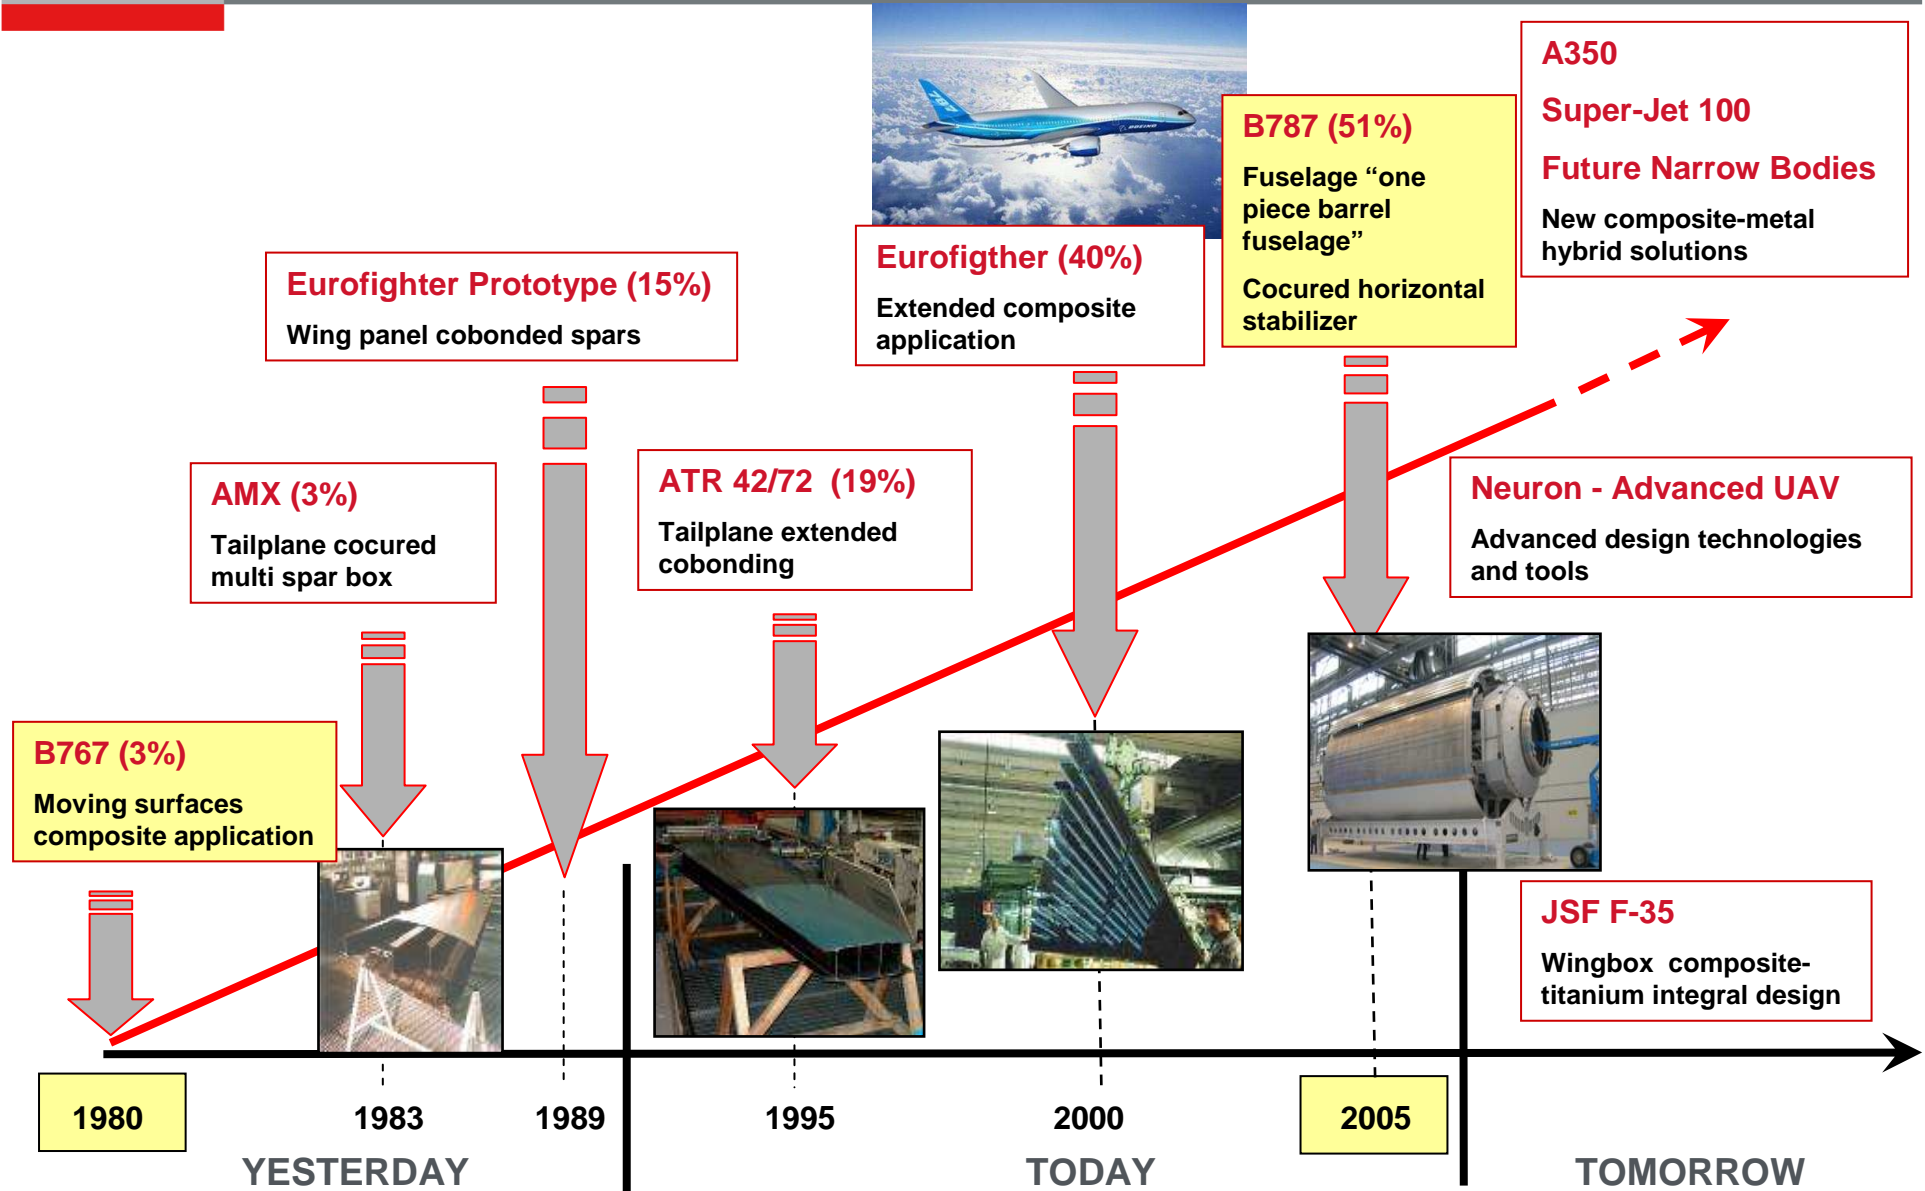 A350
Super-Jet 100
Future Narrow Bodies
New composite-metal
hybrid solutions
B787 (51%)
Fuselage “one
piece barrel
fuselage”
Cocured horizontal
stabilizer
787
BOEING
Eurofigther (40%)
Extended composite
application
Eurofighter Prototype (15%)
Wing panel cobonded spars
AMX (3%)
Tailplane cocured
multi spar box
ATR 42/72 (19%)
Tailplane extended
cobonding
Neuron - Advanced UAV
Advanced design technologies
and tools
B767 (3%)
Moving surfaces
composite application
JSF F-35
Wingbox composite-
titanium integral design
1980
1983
1989
1995
2000
2005
YESTERDAY
TODAY
TOMORROW